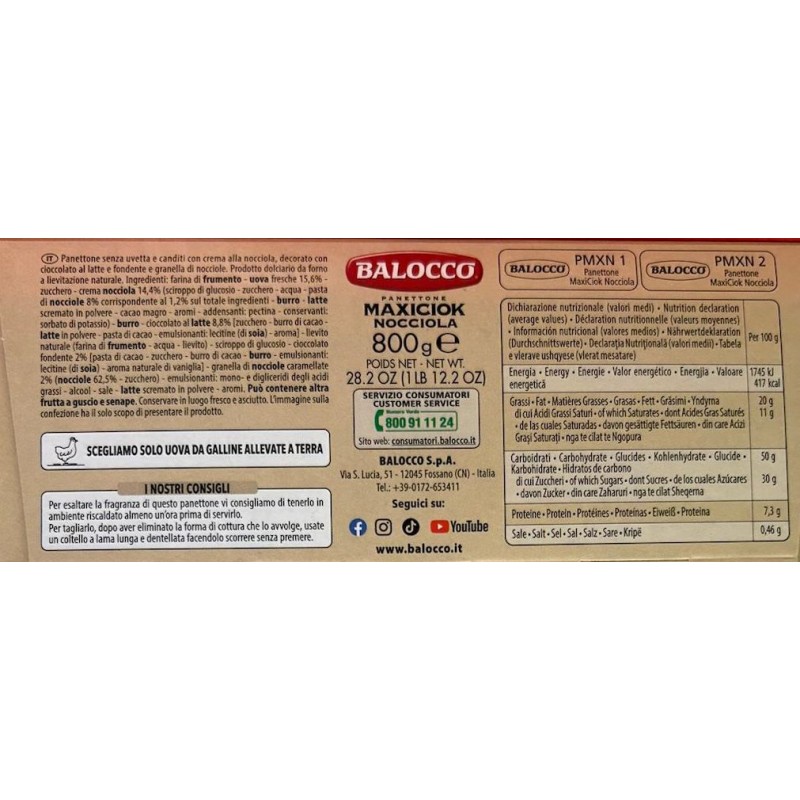 IT Panettone senza uvetta e canditi con crema alla nocciola, decorato con
cioccolato al latte e fondente e granella di nocciole. Prodotto dolciario da forno
a lievitazione naturale. Ingredienti: farina di frumento - uova fresche 15,6% -
zucchero - crema nocciola 14,4% (sciroppo di glucosio - zucchero - acqua - pasta
di nocciole 8% corrispondente al 1,2% sul totale ingredienti - burro - latte
scremato in polvere - cacao magro - aromi - addensanti: pectina - conservanti:
sorbato di potassio) - burro - cioccolato al latte 8,8% [zucchero - burro di cacao -
latte in polvere - pasta di cacao - emulsionanti: lecitine (di soia) - aroma] - lievito
naturale (farina di frumento - acqua - lievito) - sciroppo di glucosio - cioccolato
fondente 2% [pasta di cacao - zucchero - burro di cacao - burro - emulsionanti:
lecitine (di soia) - aroma naturale di vaniglia] - granella di nocciole caramellate
2% (nocciole 62,5% - zucchero) - emulsionanti: mono- e digliceridi degli acidi
grassi - alcool - sale - latte scremato in polvere - aromi. Può contenere altra
frutta a guscio e senape. Conservare in luogo fresco e asciutto. L'immagine sulla
confezione ha il solo scopo di presentare il prodotto.
SCEGLIAMO SOLO UOVA DA GALLINE ALLEVATE A TERRA
I NOSTRI CONSIGLI
Per esaltare la fragranza di questo panettone vi consigliamo di tenerlo in
ambiente riscaldato almeno un'ora prima di servirlo.
Per tagliarlo, dopo aver eliminato la forma di cottura che lo avvolge, usate
un coltello a lama lunga e dentellata facendolo scorrere senza premere.
BALOCCO
PANETTONE
MAXICIOK
NOCCIOLA
800 g e
POIDS NET - NET WT.
28.2 OZ (1 LB 12.2 OZ)
SERVIZIO CONSUMATORI
CUSTOMER SERVICE
Numero Verde
800 91 11 24
Sito web: consumatori.balocco.it
BALOCCO S.p.A.
Via S. Lucia, 51 - 12045 Fossano (CN) - Italia
Tel.: +39-0172-653411
Seguici su:
YouTube
www.balocco.it
BALOCCO PMXN 1
Panettone
MaxiCiok Nocciola
BALOCCO PMXN 2
Panettone
MaxiCiok Nocciola
Dichiarazione nutrizionale (valori medi) • Nutrition declaration
(average values) • Déclaration nutritionnelle (valeurs moyennes)
• Información nutricional (valores medios) • Nährwertdeklaration
(Durchschnittswerte) • Declarația Nutrițională (valori medii) • Tabela
e vlerave ushqyese (vlerat mesatare)
Per 100 g
Energia • Energy • Energie • Valor energético • Energjia • Valoare
energetică
1745 kJ
417 kcal
Grassi • Fat • Matières Grasses • Grasas • Fett • Grăsimi • Yndyrna 20 g
di cui Acidi Grassi Saturi • of which Saturates • dont Acides Gras Saturés 11 g
• de las cuales Saturadas • davon gesättigte Fettsäuren • din care Acizi
Grași Saturați • nga te cilat te Ngopura
Carboidrati • Carbohydrate • Glucides • Kohlenhydrate • Glucide • 50 g
Karbohidrate • Hidratos de carbono
di cui Zuccheri • of which Sugars • dont Sucres • de los cuales Azúcares 30 g
• davon Zucker • din care Zaharuri • nga te cilat Sheqerna
Proteine • Protein • Protéines • Proteínas • Eiweiß • Proteina 7,3 g
Sale • Salt • Sel • Sal • Salz • Sare • Kripë 0,46 g